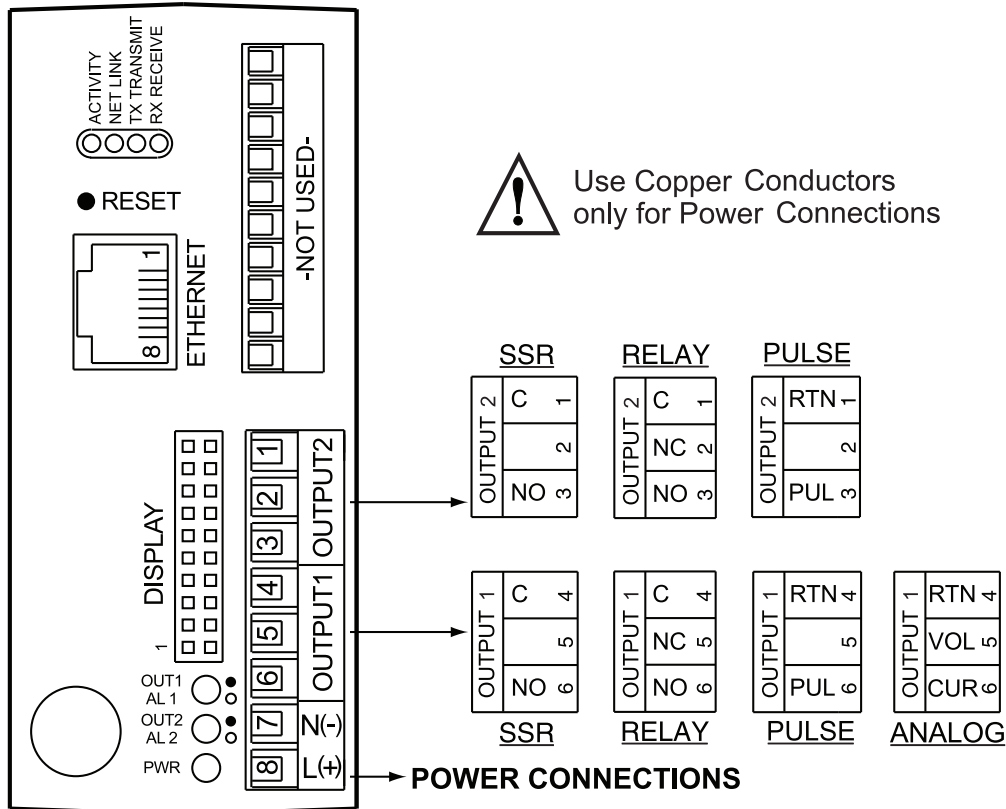 ACTIVITY
NET LINK
TX TRANSMIT
RX RECEIVE
RESET
1
8
ETHERNET
-NOT USED-
Use Copper Conductors
only for Power Connections
DISPLAY
1
1
2
3
OUTPUT2
4
5
6
OUTPUT1
7
N(-)
8
L(+)
OUT1
AL 1
OUT2
AL 2
PWR
POWER CONNECTIONS
SSR
OUTPUT 2
C 1
2
NO 3
RELAY
OUTPUT 2
C 1
NC 2
NO 3
PULSE
OUTPUT 2
RTN 1
2
PUL 3
OUTPUT 1
C 4
5
NO 6
SSR
OUTPUT 1
C 4
NC 5
NO 6
RELAY
OUTPUT 1
RTN 4
5
PUL 6
PULSE
OUTPUT 1
RTN 4
VOL 5
CUR 6
ANALOG